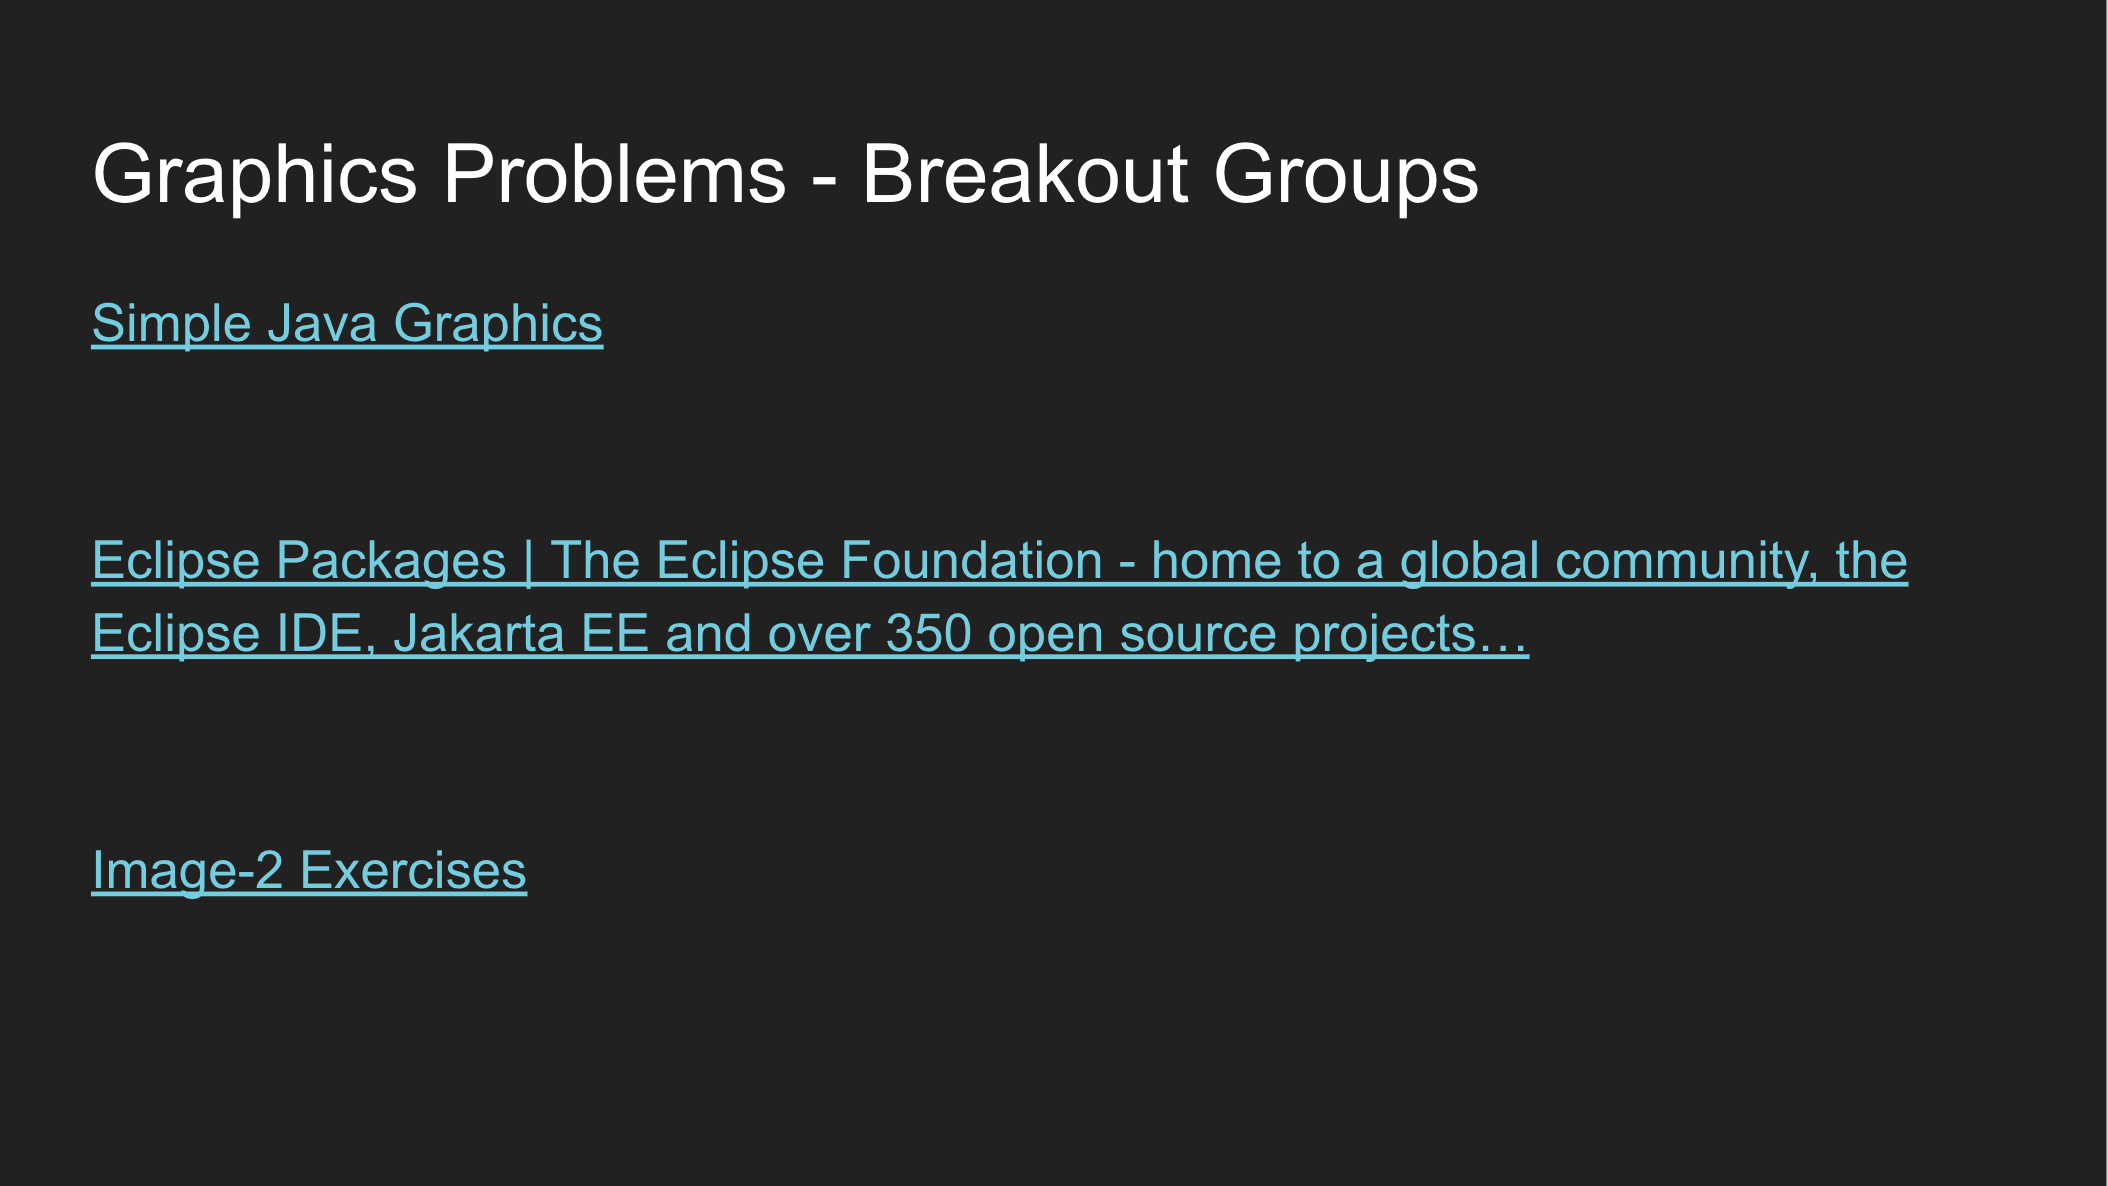 Graphics Problems - Breakout Groups
Simple Java Graphics
Eclipse Packages | The Eclipse Foundation - home to a global community, the
Eclipse IDE, Jakarta EE and over 350 open source projects…
Image-2 Exercises